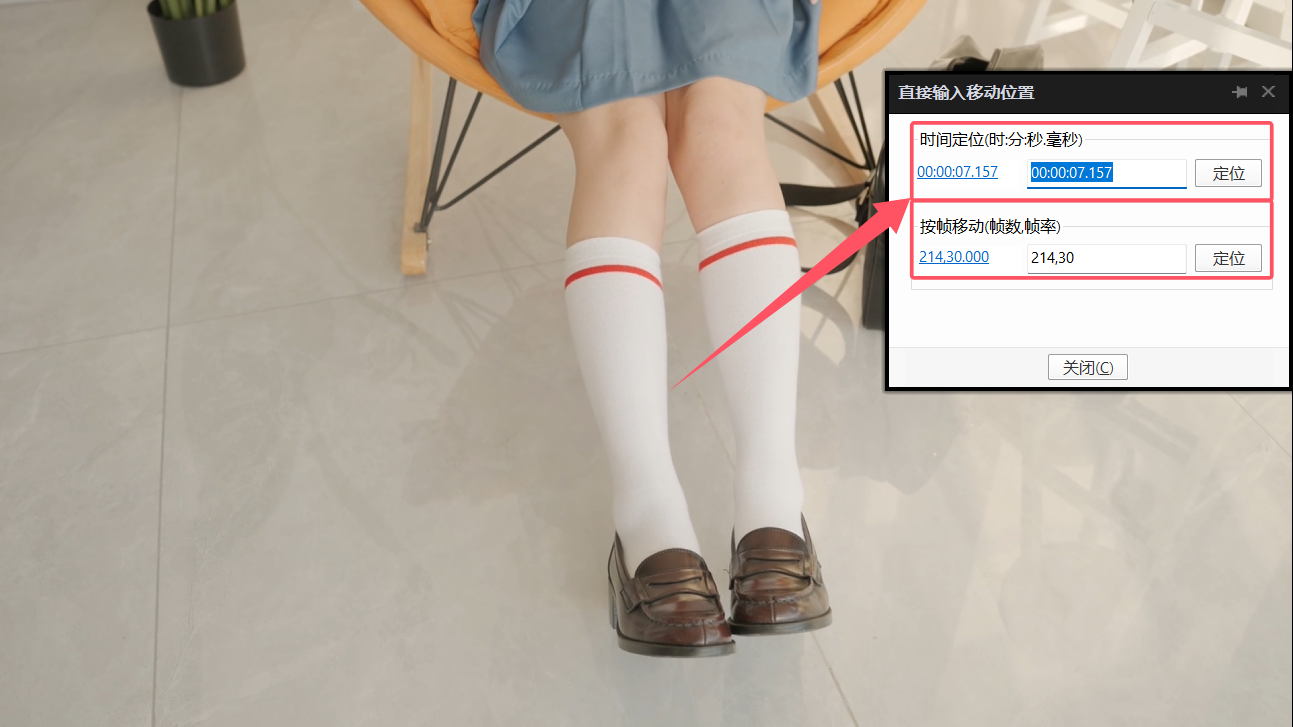 直接输入移动位置
时间定位(时:分:秒.毫秒)
00:00:07.157 00:00:07.157 定位
按帧移动(帧数,帧率)
214,30.000 214,30 定位
关闭(C)